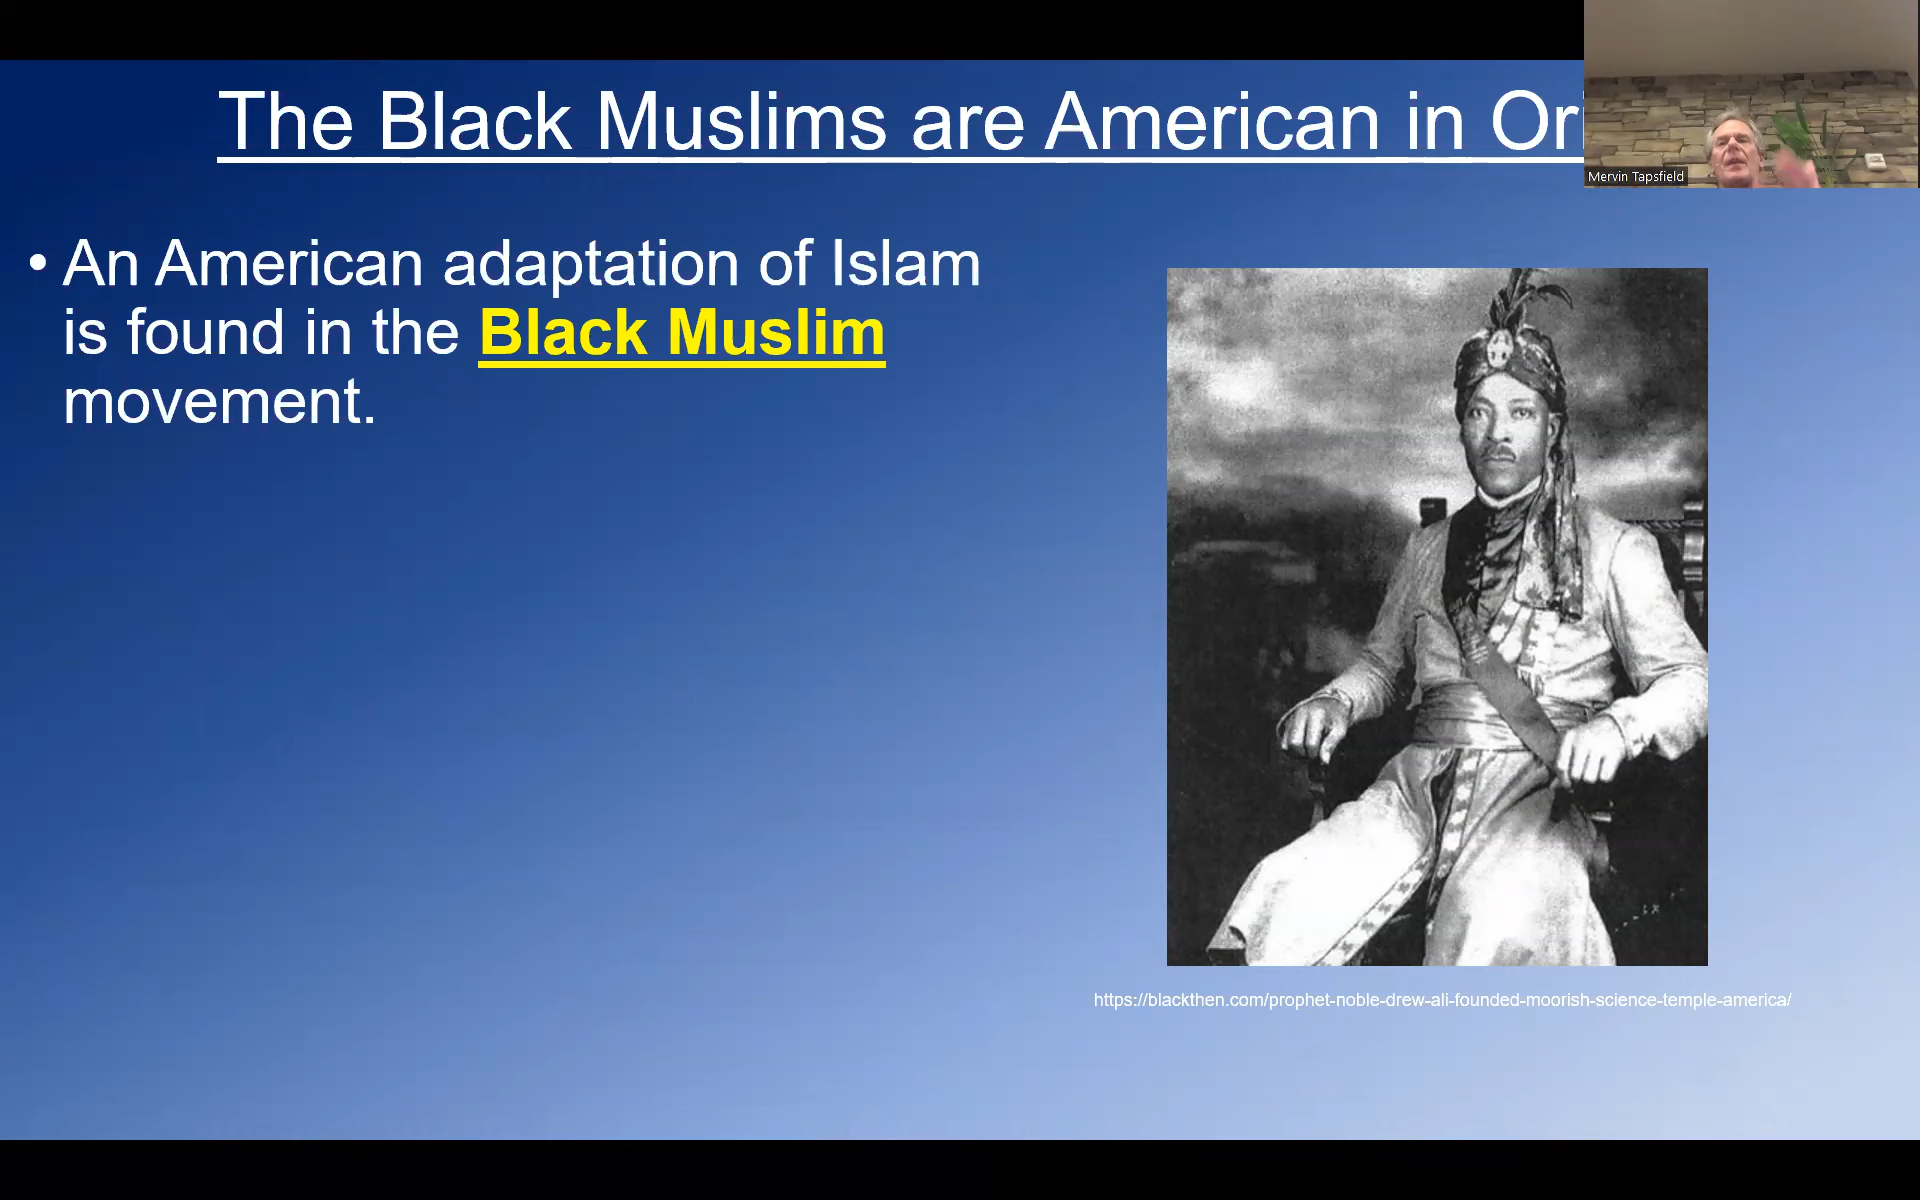 The Black Muslims are American in Or
Mervin Tapsfield
• An American adaptation of Islam
is found in the Black Muslim
movement.
https://blackthen.com/prophet-noble-drew-ali-founded-moorish-science-temple-america/